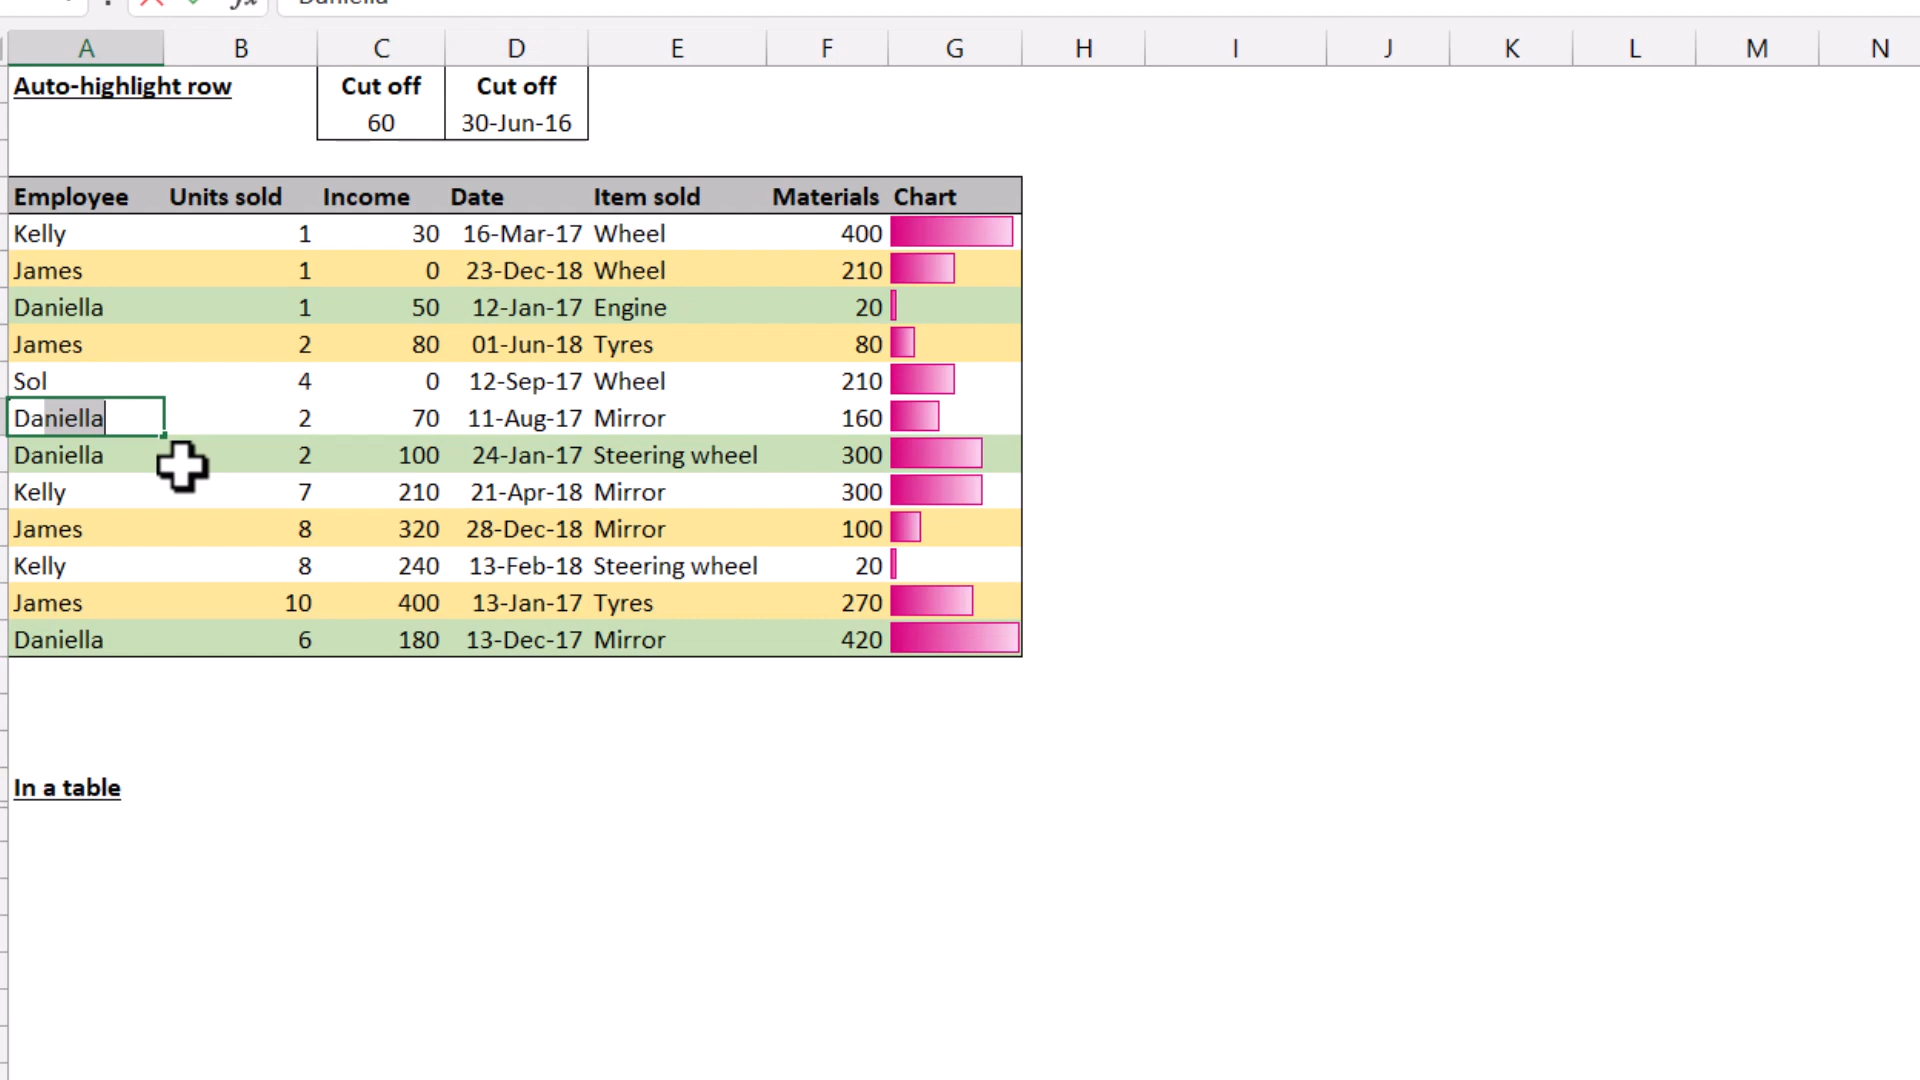 fx Daniella
A B C D E F G H I J K L M N
Auto-highlight row Cut off Cut off
60 30-Jun-16
Employee Units sold Income Date Item sold Materials Chart
Kelly 1 30 16-Mar-17 Wheel 400
James 1 0 23-Dec-18 Wheel 210
Daniella 1 50 12-Jan-17 Engine 20
James 2 80 01-Jun-18 Tyres 80
Sol 4 0 12-Sep-17 Wheel 210
Daniella 2 70 11-Aug-17 Mirror 160
Daniella 2 100 24-Jan-17 Steering wheel 300
Kelly 7 210 21-Apr-18 Mirror 300
James 8 320 28-Dec-18 Mirror 100
Kelly 8 240 13-Feb-18 Steering wheel 20
James 10 400 13-Jan-17 Tyres 270
Daniella 6 180 13-Dec-17 Mirror 420
In a table